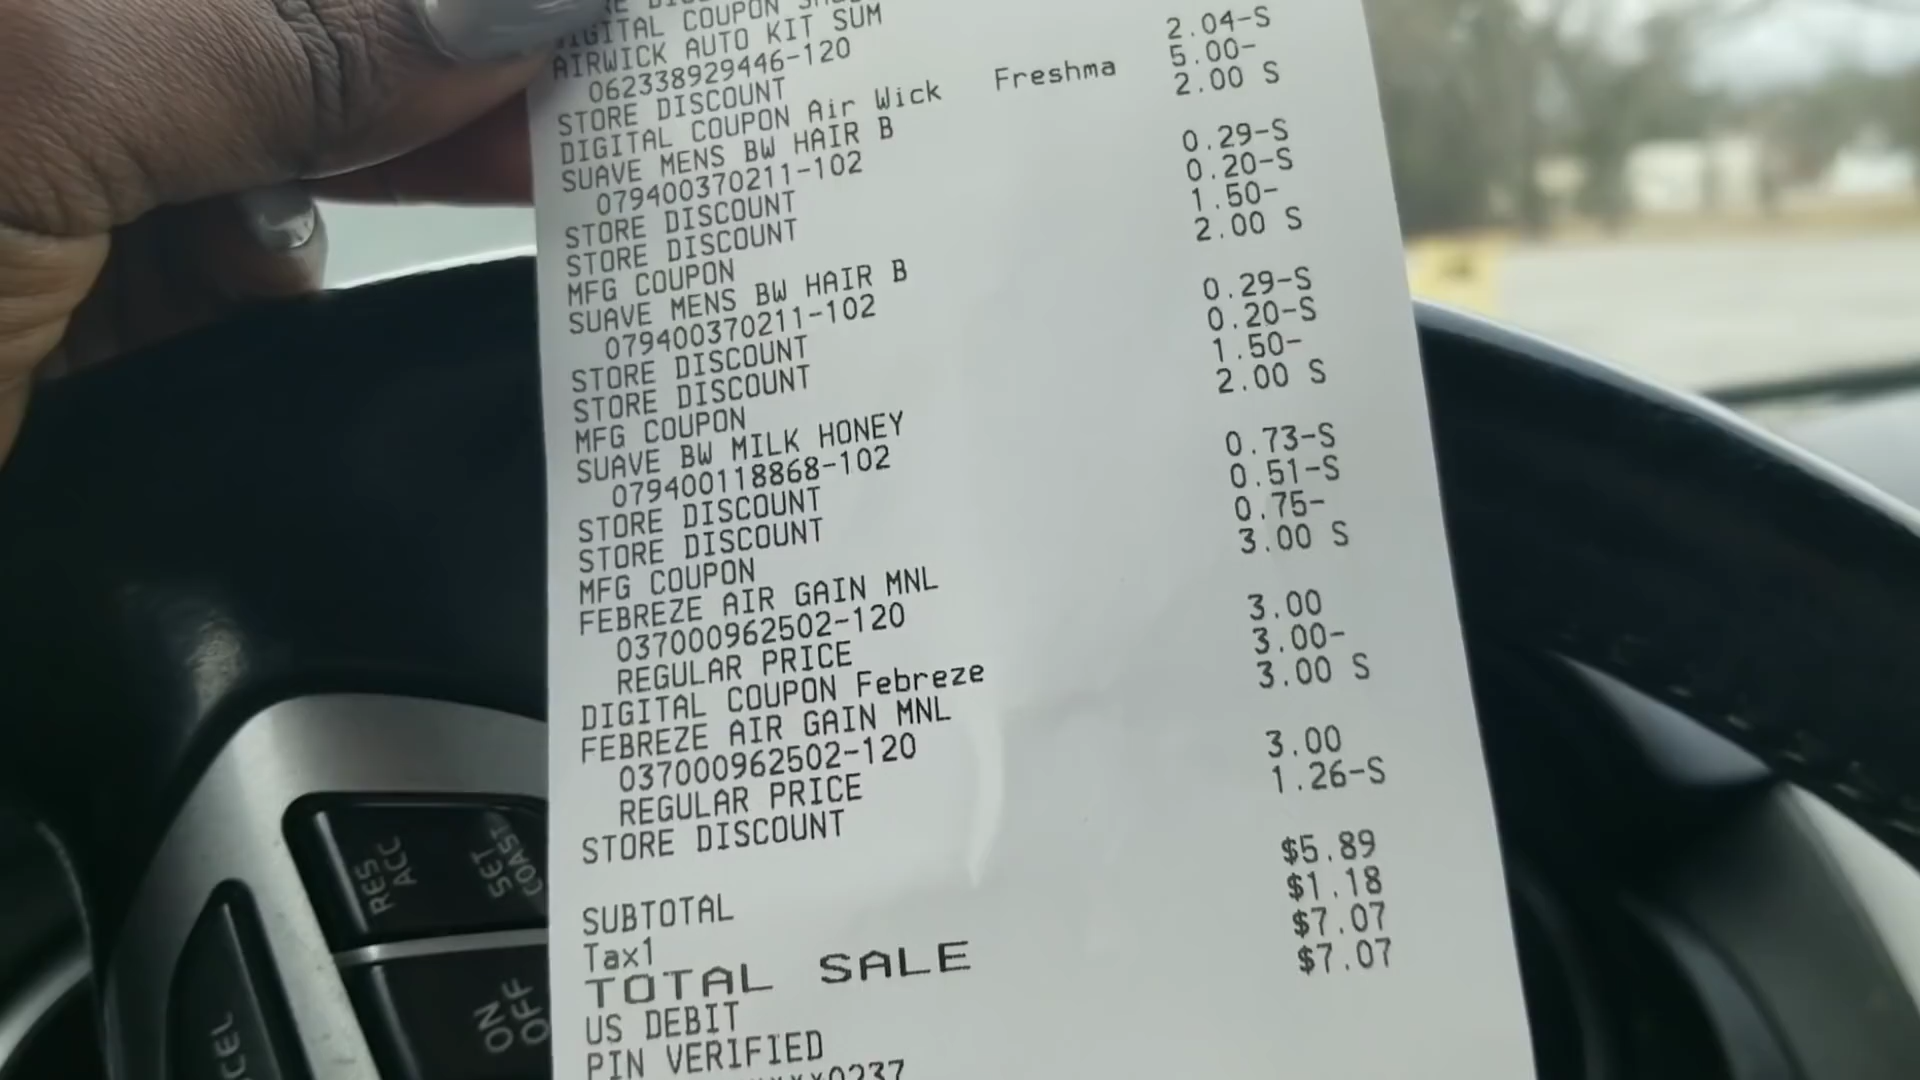 DIGITAL COUPON
AIRWICK AUTO KIT SUM
062338929446-120
STORE DISCOUNT 2.04-S
DIGITAL COUPON Air Wick Freshma 5.00-
SUAVE MENS BW HAIR B 2.00 S
079400370211-102
STORE DISCOUNT 0.29-S
STORE DISCOUNT 0.20-S
MFG COUPON 1.50-
SUAVE MENS BW HAIR B 2.00 S
079400370211-102
STORE DISCOUNT 0.29-S
STORE DISCOUNT 0.20-S
MFG COUPON 1.50-
SUAVE BW MILK HONEY 2.00 S
079400118868-102
STORE DISCOUNT 0.73-S
STORE DISCOUNT 0.51-S
MFG COUPON 0.75-
FEBREZE AIR GAIN MNL 3.00 S
037000962502-120
REGULAR PRICE 3.00
DIGITAL COUPON Febreze 3.00-
FEBREZE AIR GAIN MNL 3.00 S
037000962502-120
REGULAR PRICE 3.00
STORE DISCOUNT 1.26-S
SUBTOTAL $5.89
Tax1 $1.18
TOTAL SALE $7.07
US DEBIT $7.07
PIN VERIFIED
RES
ACC
SET
COAST
ON
OFF